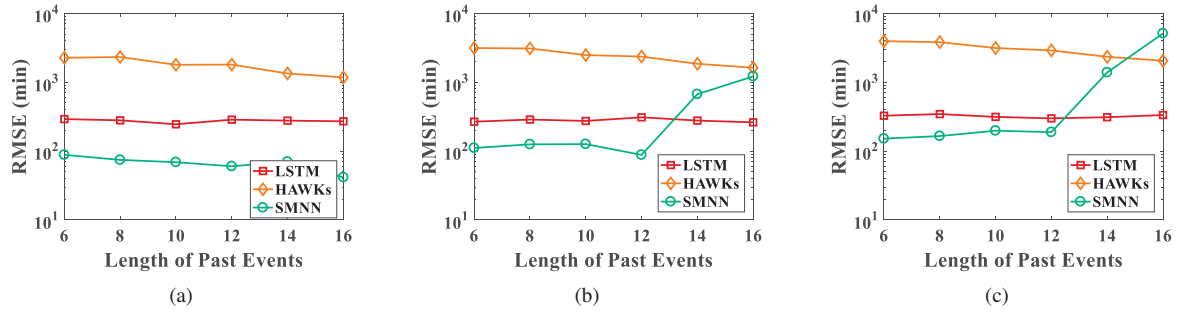 RMSE (min)
10^4
10^3
10^2
10^1
LSTM
HAWKs
SMNN
6 8 10 12 14 16
Length of Past Events
(a)
RMSE (min)
10^4
10^3
10^2
10^1
LSTM
HAWKs
SMNN
6 8 10 12 14 16
Length of Past Events
(b)
RMSE (min)
10^4
10^3
10^2
10^1
LSTM
HAWKs
SMNN
6 8 10 12 14 16
Length of Past Events
(c)